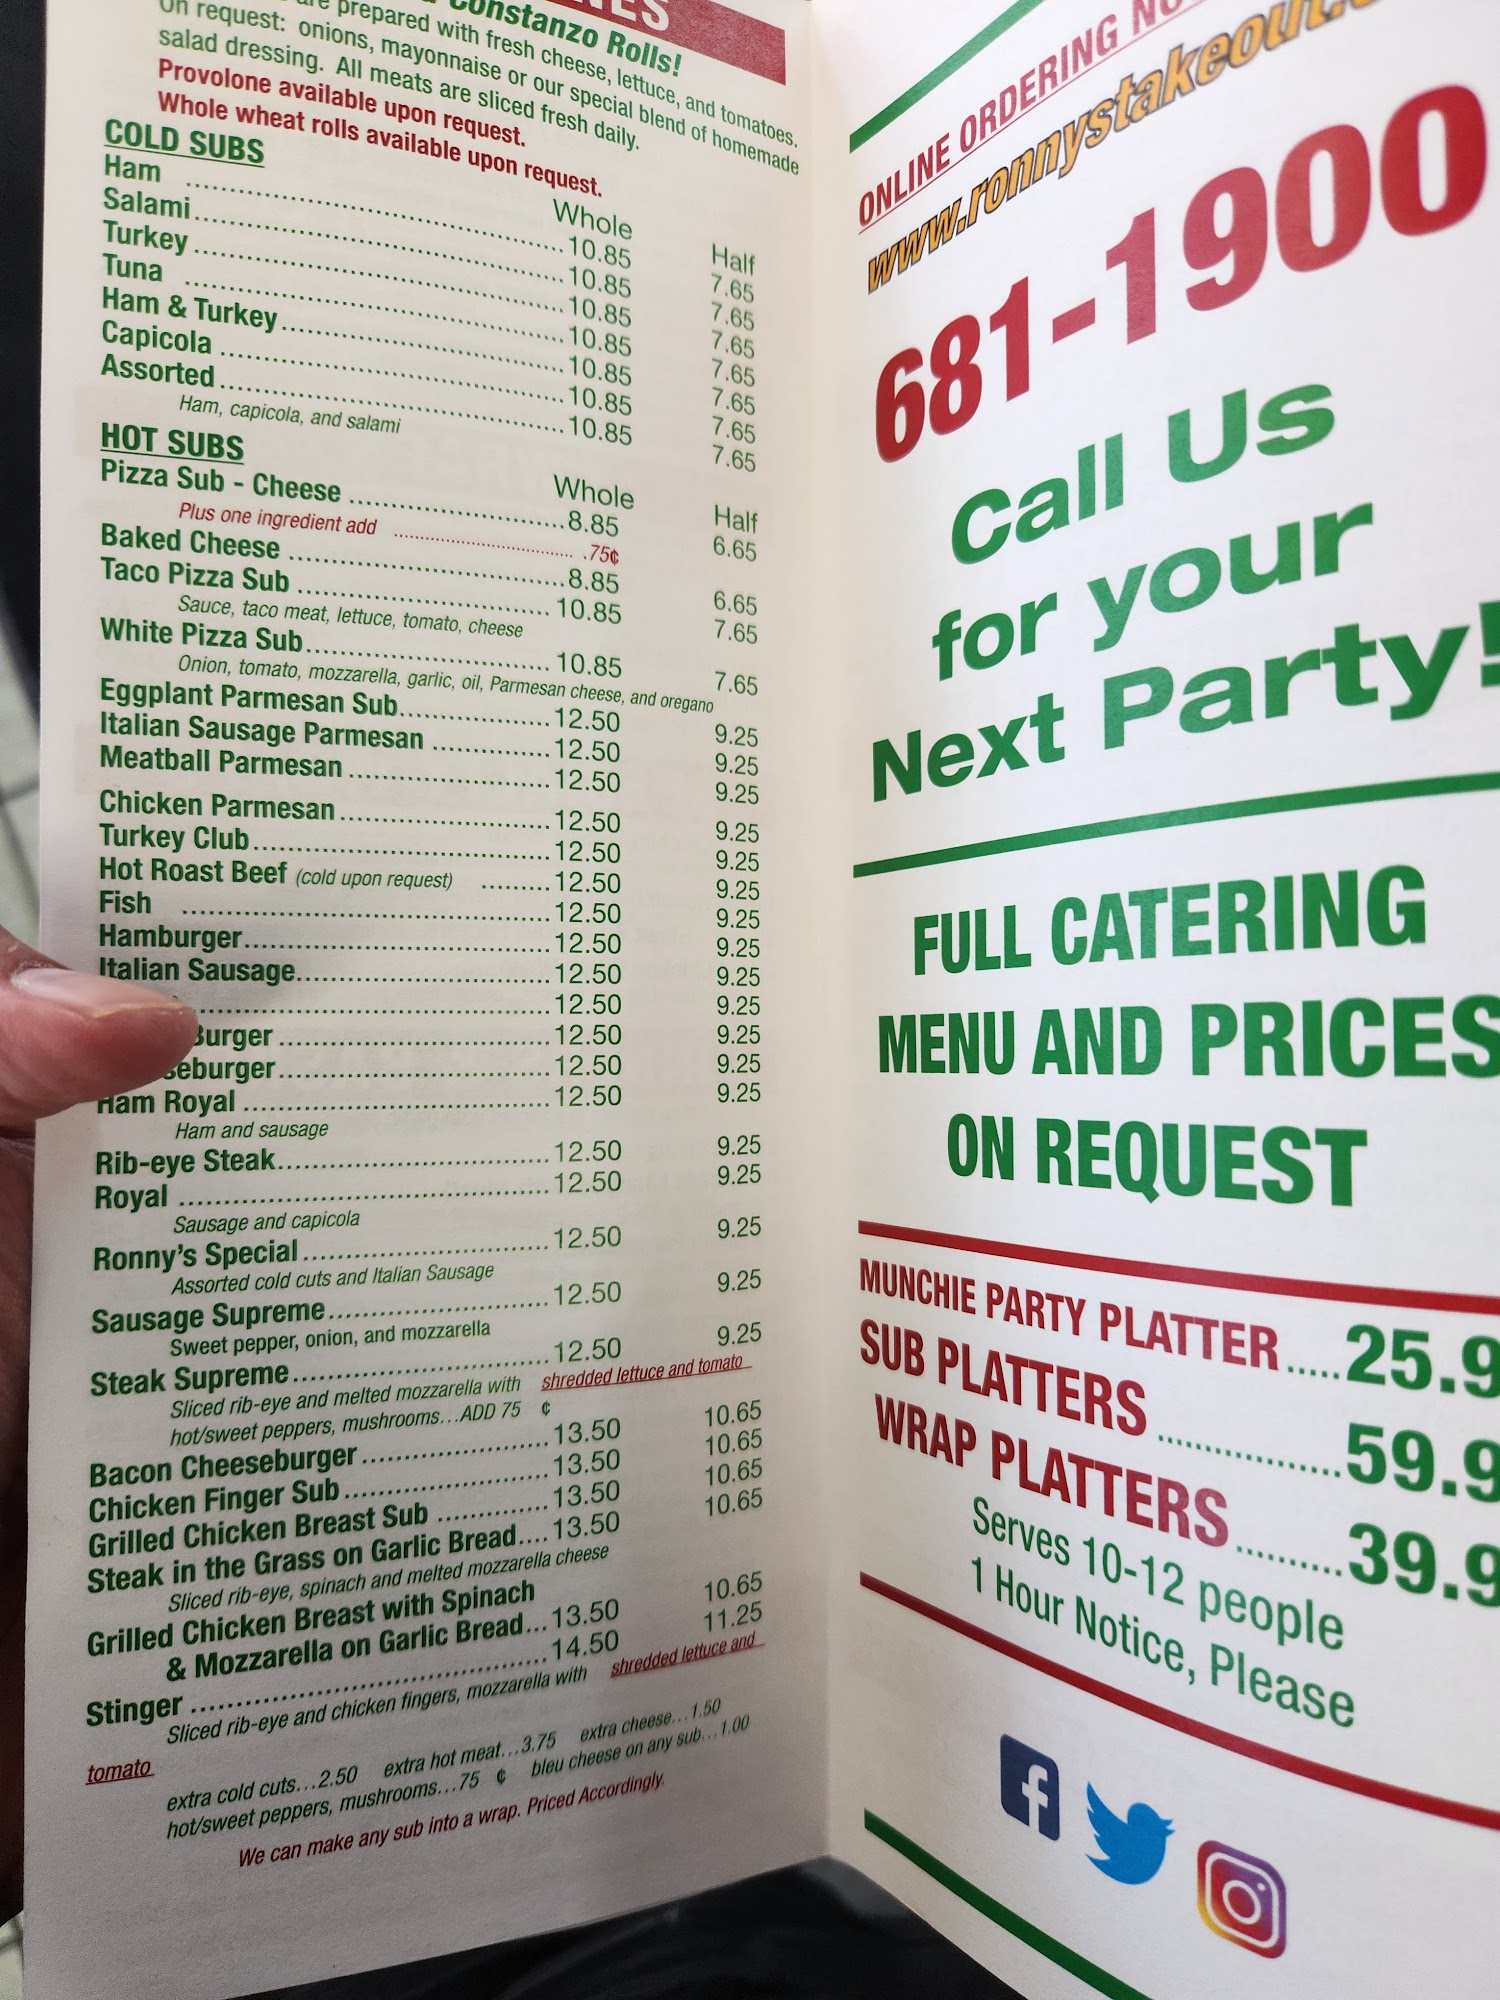 Constanzo Rolls!
are prepared with fresh cheese, lettuce, and tomatoes.
On request: onions, mayonnaise or our special blend of homemade
salad dressing. All meats are sliced fresh daily.
Provolone available upon request.
Whole wheat rolls available upon request.
COLD SUBS Whole Half
Ham 10.85 7.65
Salami 10.85 7.65
Turkey 10.85 7.65
Tuna 10.85 7.65
Ham & Turkey 10.85 7.65
Capicola 10.85 7.65
Assorted 10.85 7.65
Ham, capicola, and salami
HOT SUBS Whole Half
Pizza Sub - Cheese 8.85 6.65
Plus one ingredient add .75¢
Baked Cheese 8.85 6.65
Taco Pizza Sub 10.85 7.65
Sauce, taco meat, lettuce, tomato, cheese
White Pizza Sub 10.85 7.65
Onion, tomato, mozzarella, garlic, oil, Parmesan cheese, and oregano
Eggplant Parmesan Sub 12.50 9.25
Italian Sausage Parmesan 12.50 9.25
Meatball Parmesan 12.50 9.25
Chicken Parmesan 12.50 9.25
Turkey Club 12.50 9.25
Hot Roast Beef (cold upon request) 12.50 9.25
Fish 12.50 9.25
Hamburger 12.50 9.25
Italian Sausage 12.50 9.25
12.50 9.25
Burger 12.50 9.25
seburger 12.50 9.25
Ham Royal 12.50 9.25
Ham and sausage
Rib-eye Steak 12.50 9.25
Royal 12.50 9.25
Sausage and capicola
Ronny's Special 12.50 9.25
Assorted cold cuts and Italian Sausage
Sausage Supreme 12.50 9.25
Sweet pepper, onion, and mozzarella
Steak Supreme 12.50 9.25
Sliced rib-eye and melted mozzarella with shredded lettuce and tomato
hot/sweet peppers, mushrooms...ADD 75 ¢
Bacon Cheeseburger 13.50 10.65
Chicken Finger Sub 13.50 10.65
Grilled Chicken Breast Sub 13.50 10.65
Steak in the Grass on Garlic Bread....13.50 10.65
Sliced rib-eye, spinach and melted mozzarella cheese
Grilled Chicken Breast with Spinach
& Mozzarella on Garlic Bread...13.50 10.65
Stinger 14.50 11.25
Sliced rib-eye and chicken fingers, mozzarella with shredded lettuce and
tomato
extra cold cuts...2.50 extra hot meat...3.75 extra cheese...1.50
hot/sweet peppers, mushrooms...75 ¢ bleu cheese on any sub...1.00
We can make any sub into a wrap. Priced Accordingly.
ONLINE ORDERING
www.ronnystakeout.
681-1900
Call Us
for your
Next Party!
FULL CATERING
MENU AND PRICES
ON REQUEST
MUNCHIE PARTY PLATTER.....25.9
SUB PLATTERS 59.9
WRAP PLATTERS 39.9
Serves 10-12 people
1 Hour Notice, Please